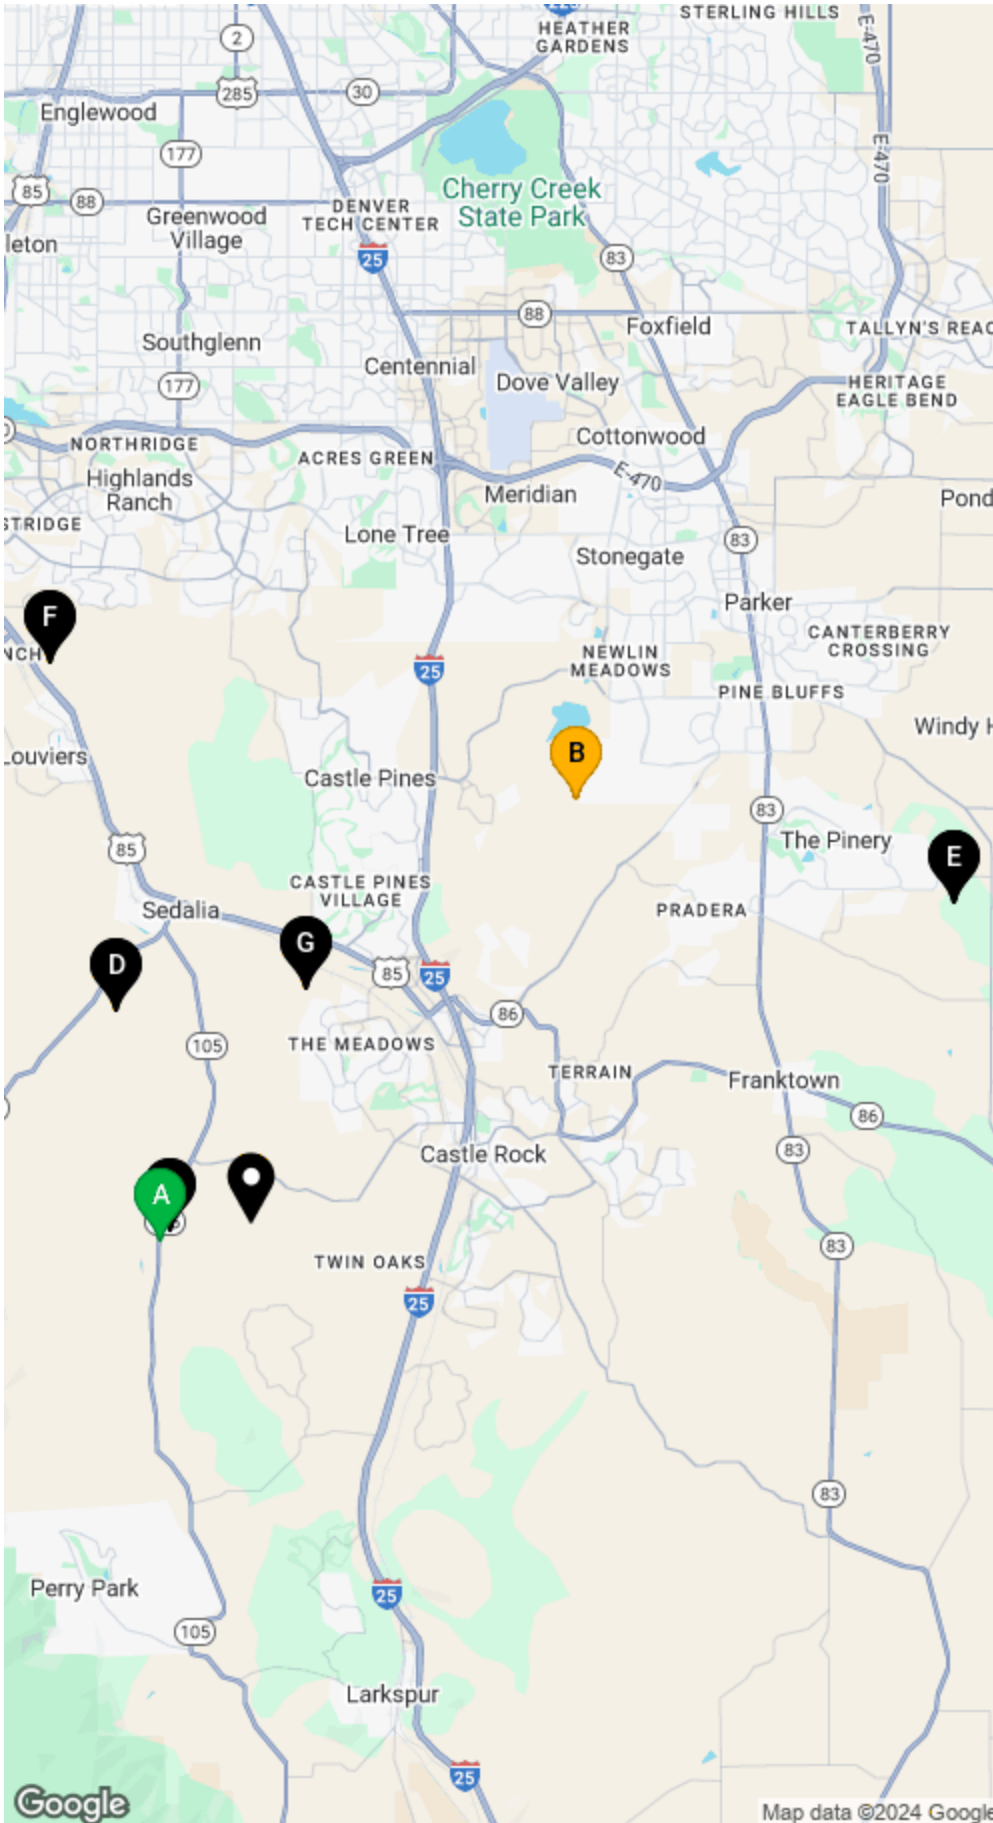 STERLING HILLS
225
HEATHER
GARDENS
E-470
2
285
30
Englewood
177
E-470
85
88
Cherry Creek
State Park
DENVER
TECH CENTER
Greenwood
Village
leton
25
83
88
Foxfield
TALLYN'S REAC
Southglenn
Centennial
Dove Valley
177
HERITAGE
EAGLE BEND
Cottonwood
NORTHRIDGE
ACRES GREEN
E-470
Highlands
Ranch
Meridian
Pond
STRIDGE
Lone Tree
83
Stonegate
Parker
F
CANTERBERRY
CROSSING
NCH
NEWLIN
MEADOWS
25
PINE BLUFFS
Windy H
Louviers
B
Castle Pines
83
The Pinery
85
E
CASTLE PINES
VILLAGE
Sedalia
PRADERA
G
D
85
25
86
105
THE MEADOWS
TERRAIN
Franktown
86
Castle Rock
83
A
83
TWIN OAKS
25
83
Perry Park
25
105
Larkspur
25
Google
Map data ©2024 Google